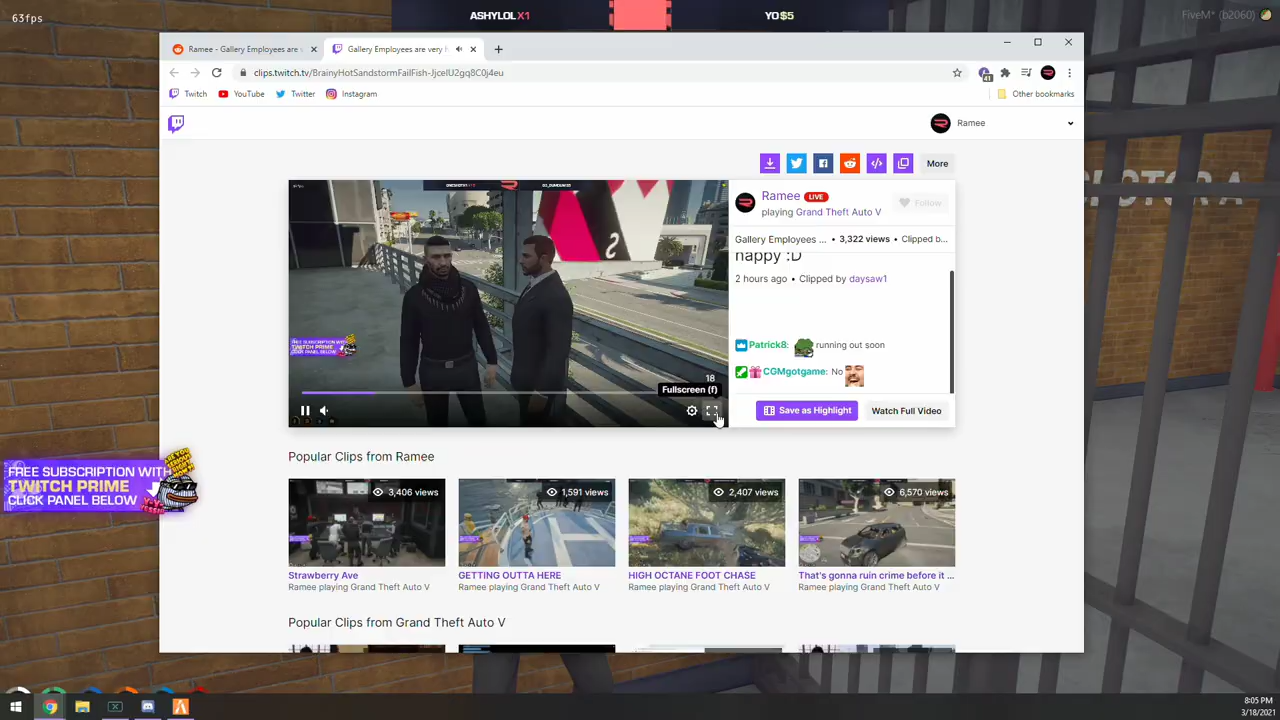 63fps
ASHYLOL X1
YO $5
FiveM* (b2060)
Ramee - Gallery Employees are
Gallery Employees are very
clips.twitch.tv/BrainyHotSandstormFailFish-JjcelU2gq8C0j4eu
41
Twitch
YouTube
Twitter
Instagram
Other bookmarks
Ramee
More
Ramee LIVE
playing Grand Theft Auto V
Follow
Gallery Employees ... • 3,322 views • Clipped b...
happy :D
2 hours ago • Clipped by daysaw1
Patrick8: running out soon
CGMgotgame: No
18
Fullscreen (f)
Save as Highlight
Watch Full Video
FREE SUBSCRIPTION WITH
TWITCH PRIME
CLICK PANEL BELOW
Popular Clips from Ramee
3,406 views
1,591 views
2,407 views
6,570 views
Strawberry Ave
Ramee playing Grand Theft Auto V
GETTING OUTTA HERE
Ramee playing Grand Theft Auto V
HIGH OCTANE FOOT CHASE
Ramee playing Grand Theft Auto V
That's gonna ruin crime before it ...
Ramee playing Grand Theft Auto V
Popular Clips from Grand Theft Auto V
8:05 PM
3/18/2021